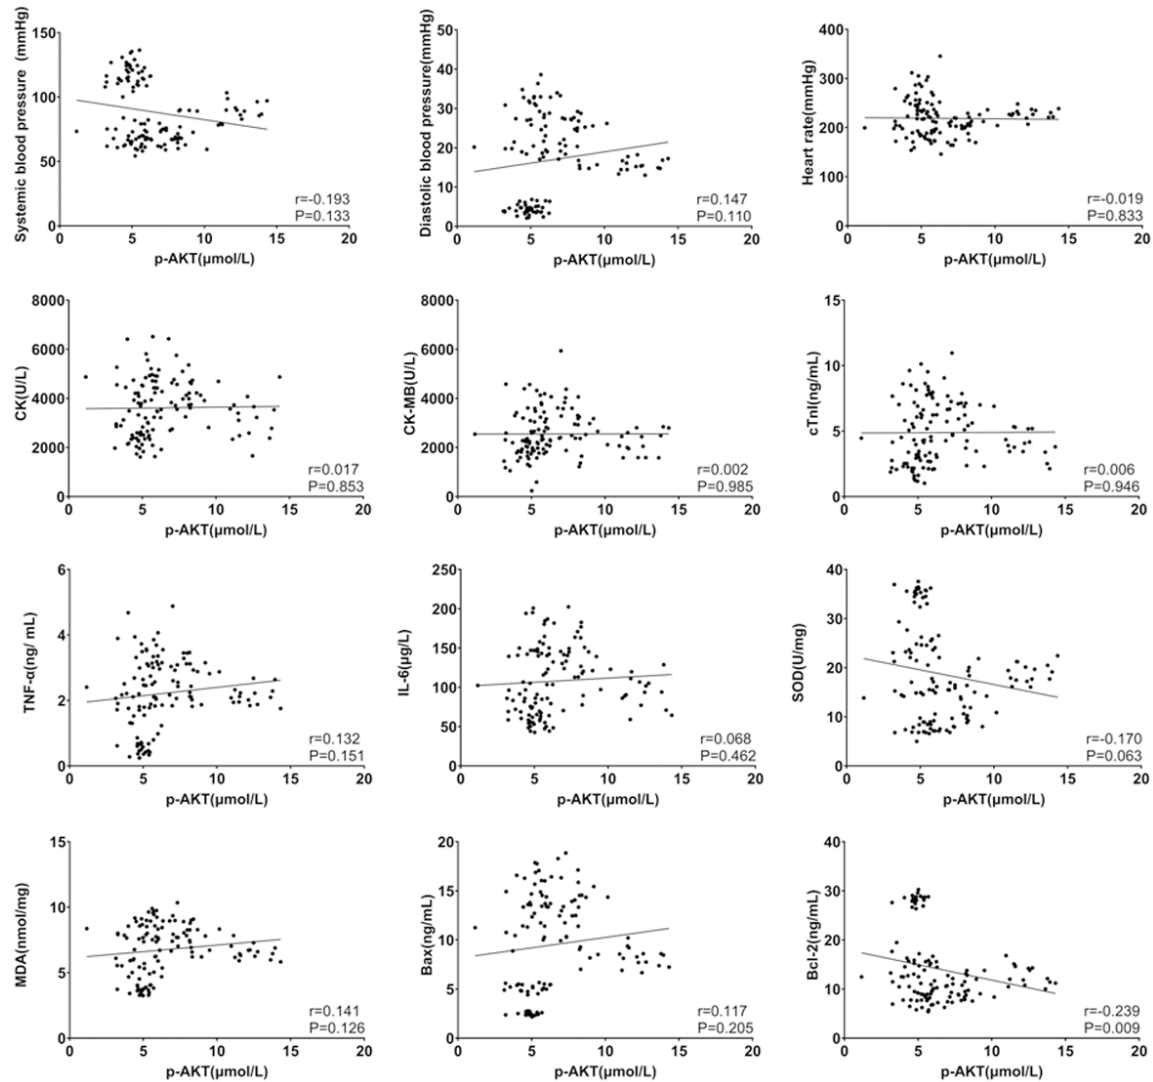 Systemic blood pressure (mmHg)
150
100
50
0
0 5 10 15 20
r=-0.193
P=0.133
p-AKT(μmol/L)
Diastolic blood pressure(mmHg)
50
40
30
20
10
0
0 5 10 15 20
r=0.147
P=0.110
p-AKT(μmol/L)
Heart rate(mmHg)
400
300
200
100
0
0 5 10 15 20
r=-0.019
P=0.833
p-AKT(μmol/L)
CK(U/L)
8000
6000
4000
2000
0
0 5 10 15 20
r=0.017
P=0.853
p-AKT(μmol/L)
CK-MB(U/L)
8000
6000
4000
2000
0
0 5 10 15 20
r=0.002
P=0.985
p-AKT(μmol/L)
cTnI(ng/mL)
15
10
5
0
0 5 10 15 20
r=0.006
P=0.946
p-AKT(μmol/L)
TNF-α(ng/ mL)
6
4
2
0
0 5 10 15 20
r=0.132
P=0.151
p-AKT(μmol/L)
IL-6(μg/L)
250
200
150
100
50
0
0 5 10 15 20
r=0.068
P=0.462
p-AKT(μmol/L)
SOD(U/mg)
40
30
20
10
0
0 5 10 15 20
r=-0.170
P=0.063
p-AKT(μmol/L)
MDA(nmol/mg)
15
10
5
0
0 5 10 15 20
r=0.141
P=0.126
p-AKT(μmol/L)
Bax(ng/mL)
20
15
10
5
0
0 5 10 15 20
r=0.117
P=0.205
p-AKT(μmol/L)
Bcl-2(ng/mL)
40
30
20
10
0
0 5 10 15 20
r=-0.239
P=0.009
p-AKT(μmol/L)